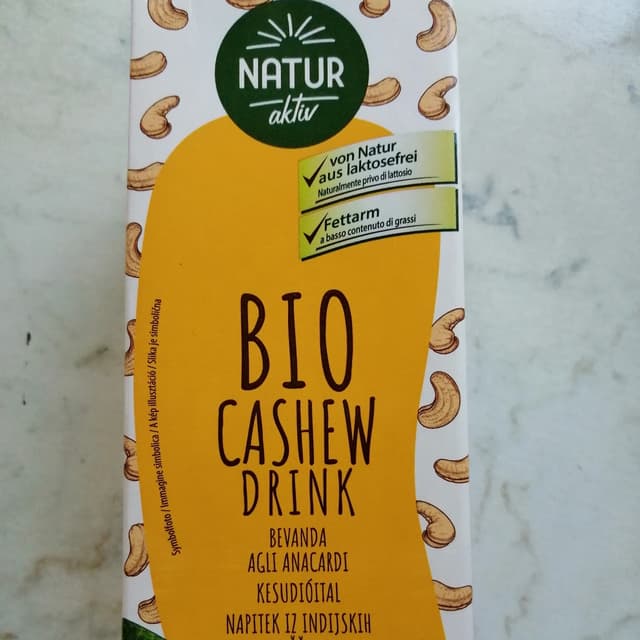 NATUR
aktiv
von Natur
aus laktosefrei
Naturalmente privo di lattosio
Fettarm
a basso contenuto di grassi
BIO
CASHEW
DRINK
BEVANDA
AGLI ANACARDI
KESUDIÓITAL
NAPITEK IZ INDIJSKIH
Symbolfoto / Immagine simbolica / A kép illusztráció / Slika je simbolična